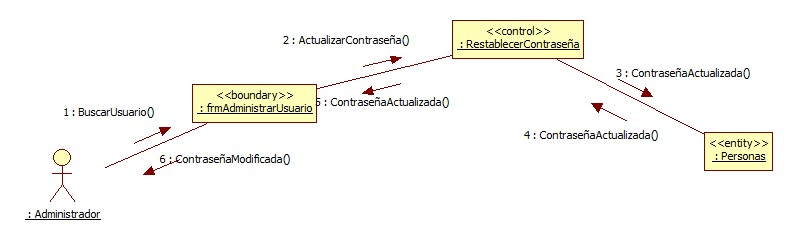 <<control>>
: RestablecerContraseña
2 : ActualizarContraseña()
3 : ContraseñaActualizada()
<<boundary>>
: frmAdministrarUsuario
5 : ContraseñaActualizada()
1 : BuscarUsuario()
4 : ContraseñaActualizada()
<<entity>>
: Personas
6 : ContraseñaModificada()
: Administrador